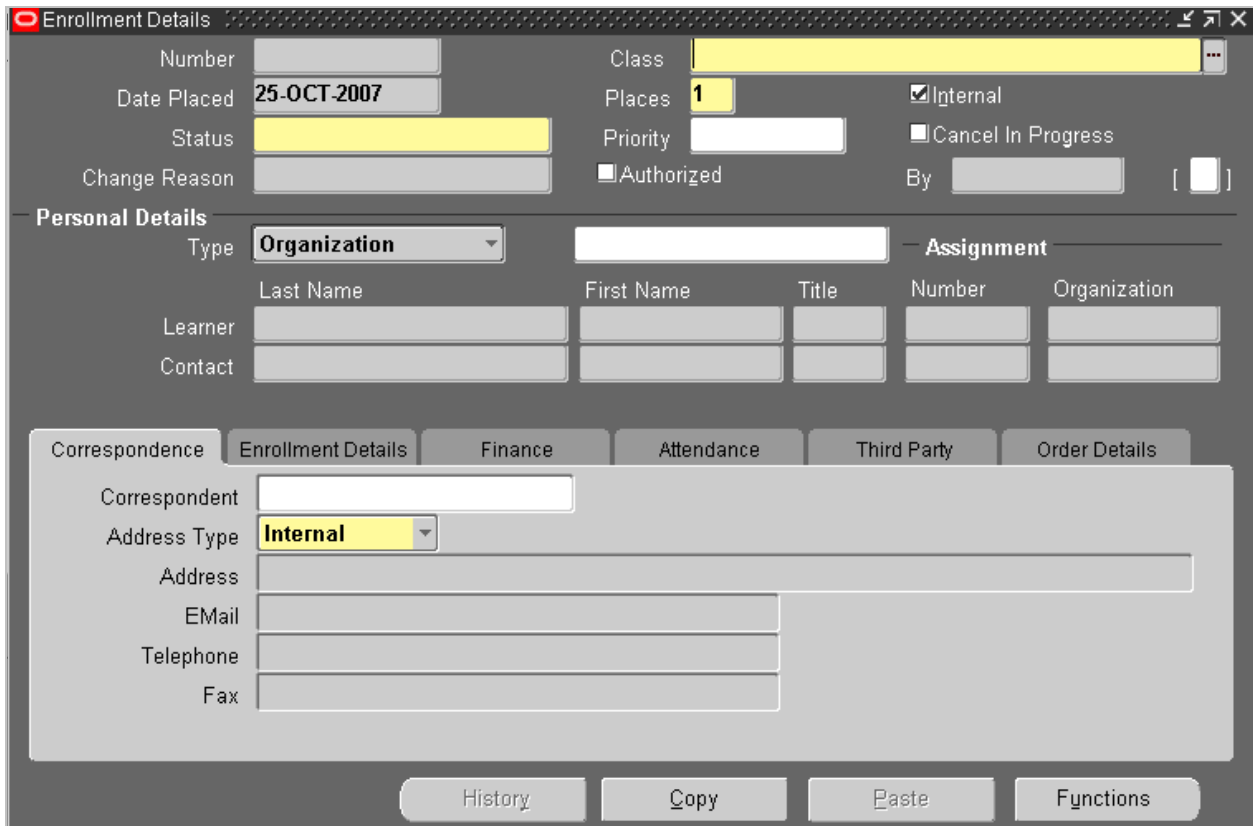 Enrollment Details
Number Class ...
Date Placed 25-OCT-2007 Places 1 Internal
Status Priority Cancel In Progress
Change Reason Authorized By [ ]
Personal Details
Type Organization Assignment
Last Name First Name Title Number Organization
Learner
Contact
Correspondence Enrollment Details Finance Attendance Third Party Order Details
Correspondent
Address Type Internal
Address
EMail
Telephone
Fax
History Copy Paste Functions